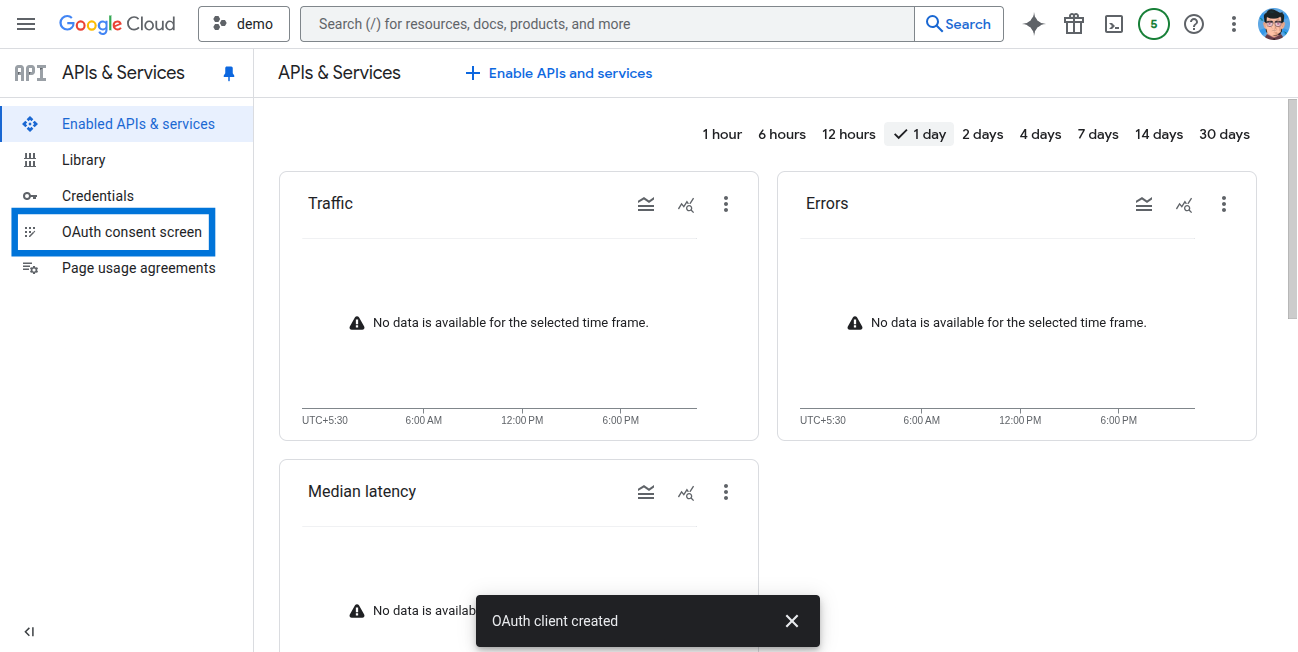 Google Cloud
demo
Search (/) for resources, docs, products, and more
Search
5
API
APIs & Services
APIs & Services
Enable APIs and services
Enabled APIs & services
Library
Credentials
OAuth consent screen
Page usage agreements
1 hour 6 hours 12 hours 1 day 2 days 4 days 7 days 14 days 30 days
Traffic
No data is available for the selected time frame.
UTC+5:30 6:00 AM 12:00 PM 6:00 PM
Errors
No data is available for the selected time frame.
UTC+5:30 6:00 AM 12:00 PM 6:00 PM
Median latency
No data is availab
OAuth client created